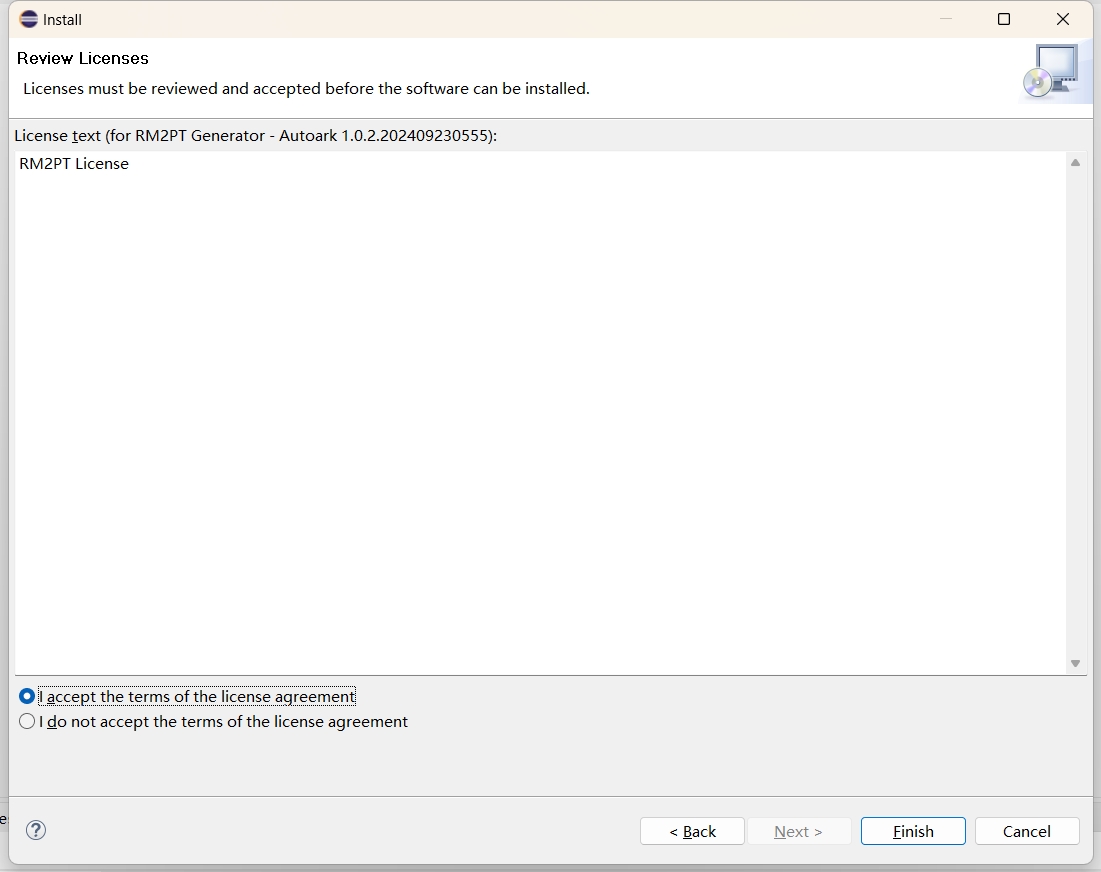 Install
Review Licenses
Licenses must be reviewed and accepted before the software can be installed.
License text (for RM2PT Generator - Autoark 1.0.2.202409230555):
RM2PT License
I accept the terms of the license agreement
I do not accept the terms of the license agreement
? < Back Next > Finish Cancel